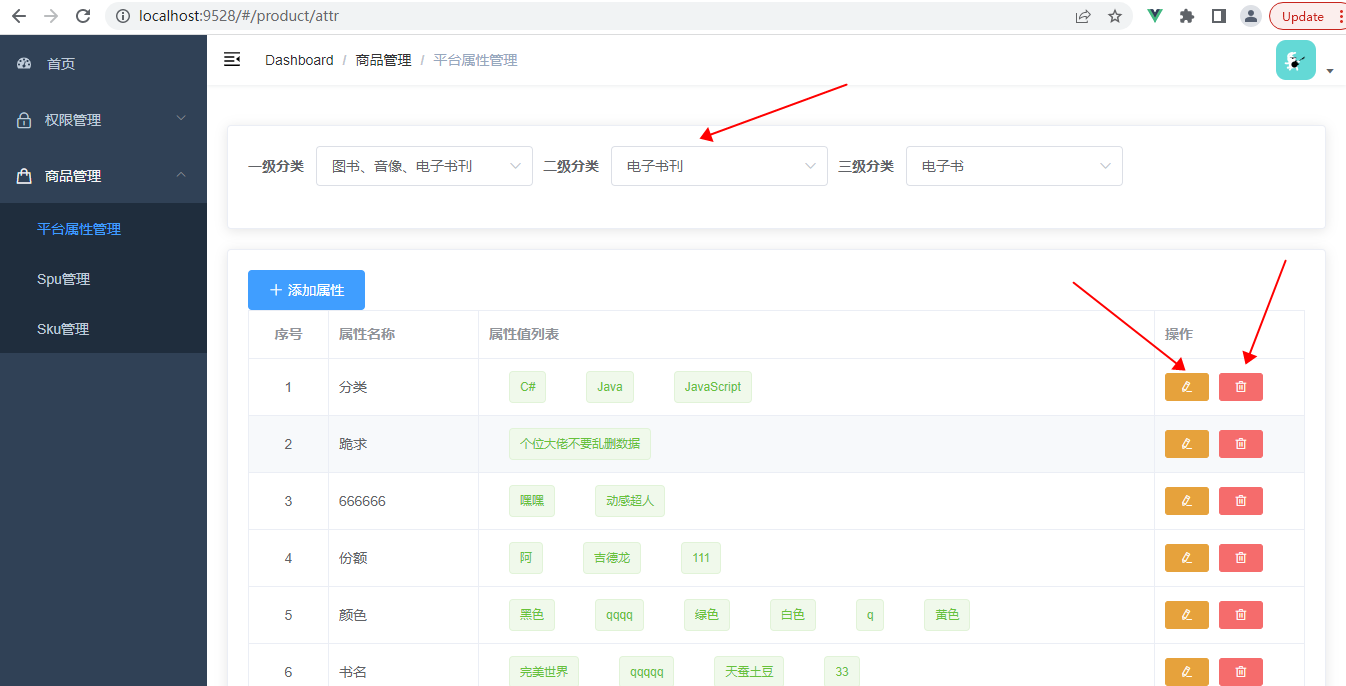 localhost:9528/#/product/attr
Update
首页
权限管理
商品管理
平台属性管理
Spu管理
Sku管理
Dashboard / 商品管理 / 平台属性管理
一级分类 图书、音像、电子书刊 二级分类 电子书刊 三级分类 电子书
添加属性
序号 属性名称 属性值列表 操作
1 分类 C# Java JavaScript
2 跪求 个位大佬不要乱删数据
3 666666 嘿嘿 动感超人
4 份额 阿 言德龙 111
5 颜色 黑色 qqqq 绿色 白色 q 黄色
6 书名 完美世界 qqqqq 天蚕土豆 33